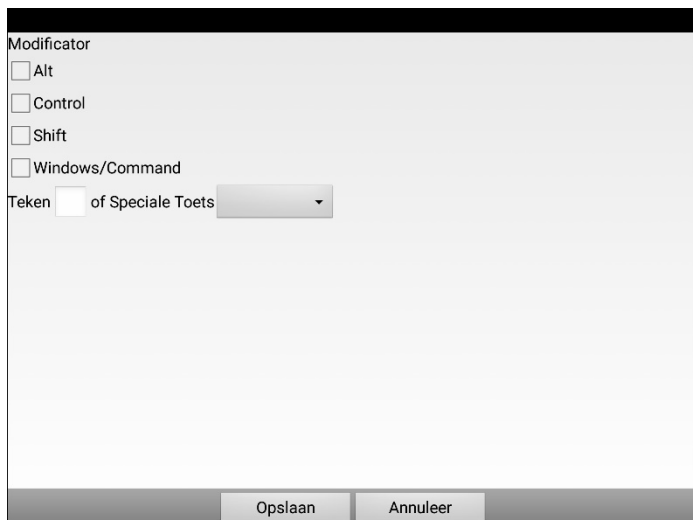 Modificator
Alt
Control
Shift
Windows/Command
Teken of Speciale Toets
Opslaan Annuleer